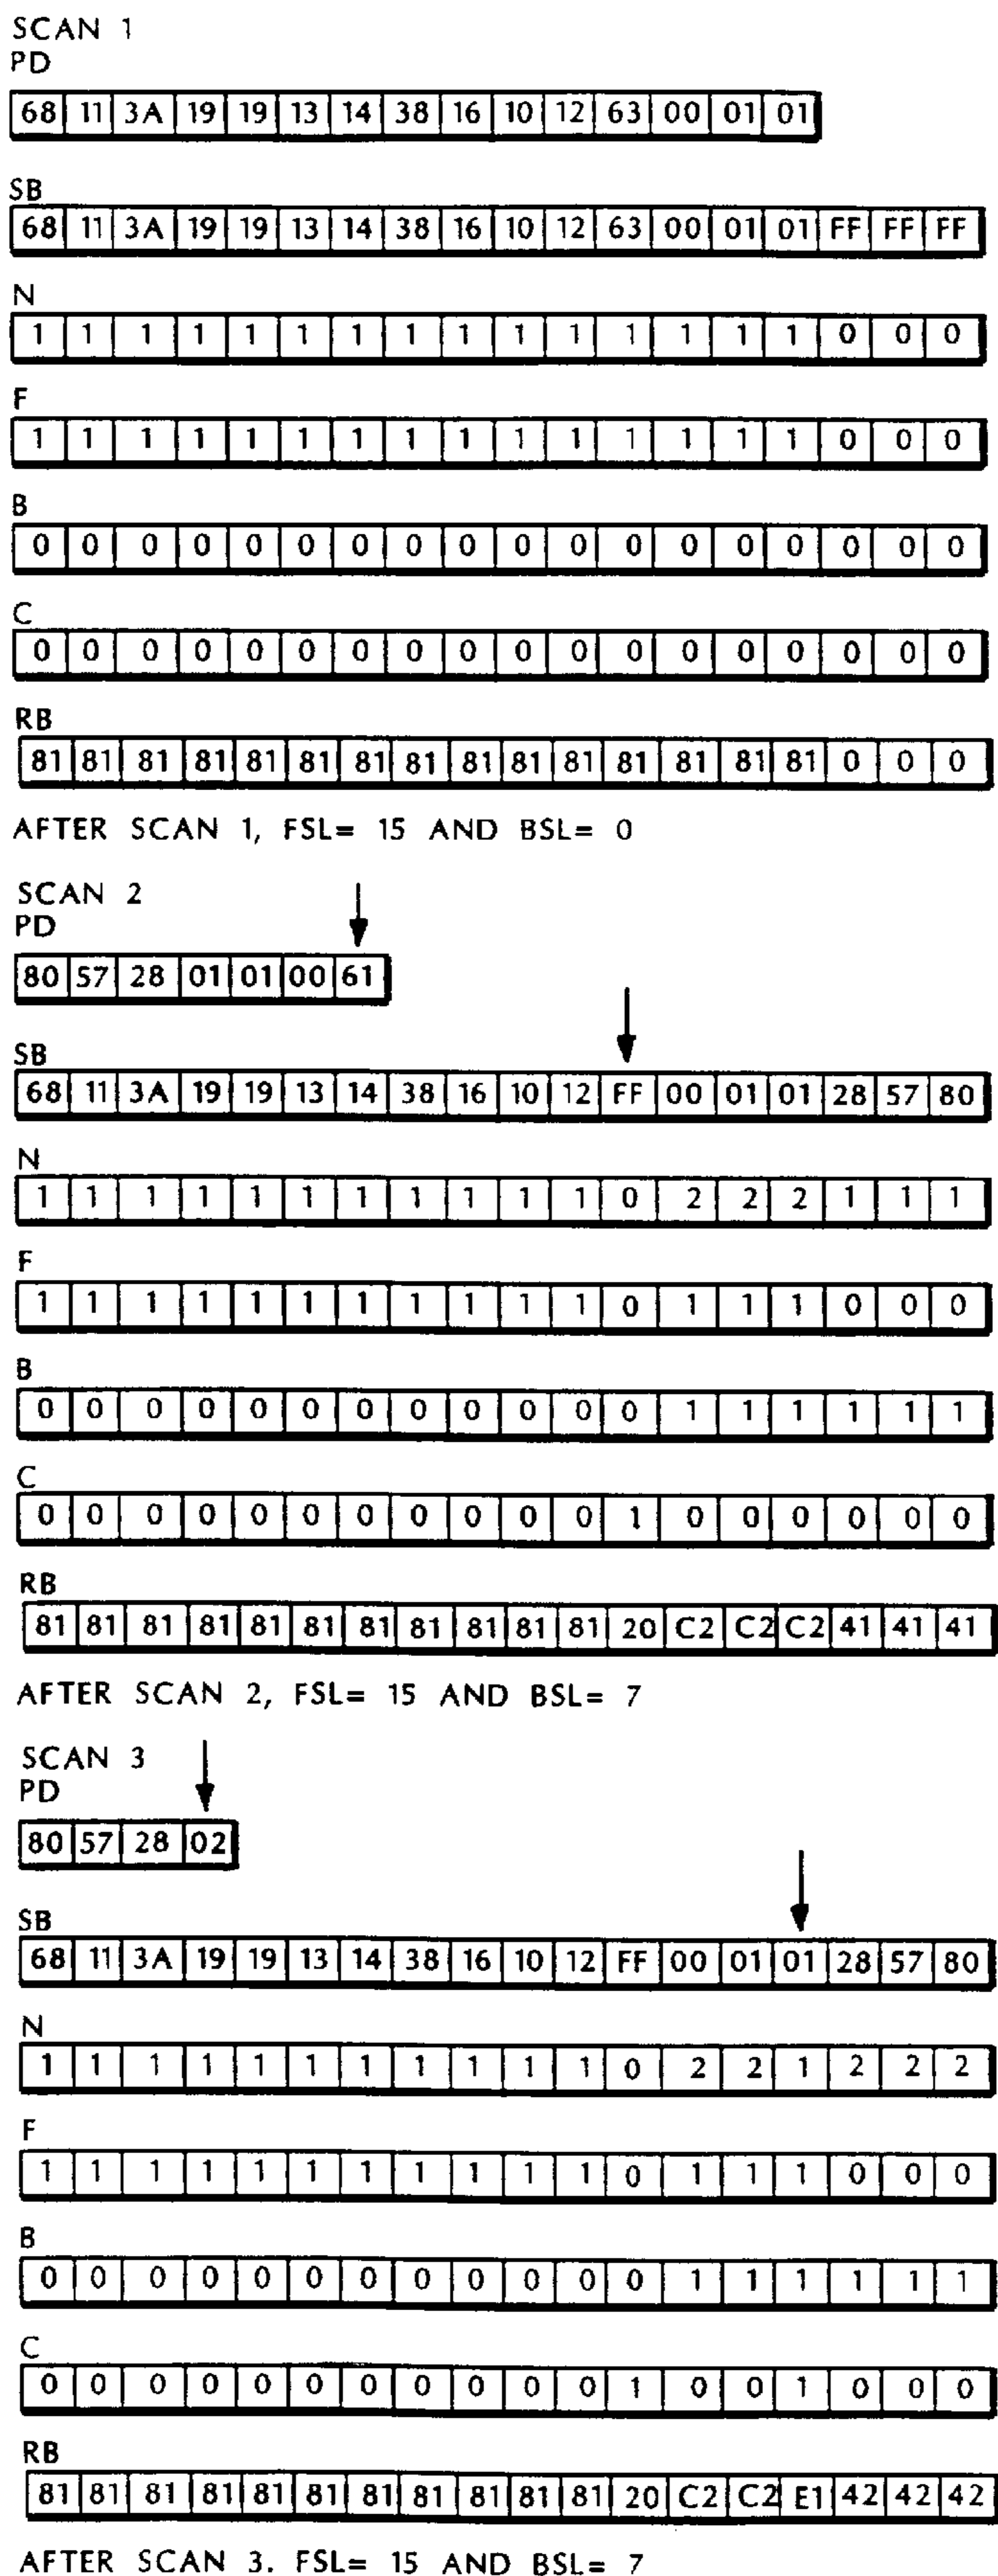 SCAN 1
PD
68 11 3A 19 19 13 14 38 16 10 12 63 00 01 01
SB
68 11 3A 19 19 13 14 38 16 10 12 63 00 01 01 FF FF FF
N
1 1 1 1 1 1 1 1 1 1 1 1 1 1 1 0 0 0
F
1 1 1 1 1 1 1 1 1 1 1 1 1 1 1 0 0 0
B
0 0 0 0 0 0 0 0 0 0 0 0 0 0 0 0 0 0
C
0 0 0 0 0 0 0 0 0 0 0 0 0 0 0 0 0 0
RB
81 81 81 81 81 81 81 81 81 81 81 81 81 81 81 0 0 0
AFTER SCAN 1, FSL= 15 AND BSL= 0
SCAN 2
PD
80 57 28 01 01 00 61
SB
68 11 3A 19 19 13 14 38 16 10 12 FF 00 01 01 28 57 80
N
1 1 1 1 1 1 1 1 1 1 1 0 2 2 2 1 1 1
F
1 1 1 1 1 1 1 1 1 1 1 0 1 1 1 0 0 0
B
0 0 0 0 0 0 0 0 0 0 0 0 1 1 1 1 1 1
C
0 0 0 0 0 0 0 0 0 0 0 1 0 0 0 0 0 0
RB
81 81 81 81 81 81 81 81 81 81 81 20 C2 C2 C2 41 41 41
AFTER SCAN 2, FSL= 15 AND BSL= 7
SCAN 3
PD
80 57 28 02
SB
68 11 3A 19 19 13 14 38 16 10 12 FF 00 01 01 28 57 80
N
1 1 1 1 1 1 1 1 1 1 1 0 2 2 1 2 2 2
F
1 1 1 1 1 1 1 1 1 1 1 0 1 1 1 0 0 0
B
0 0 0 0 0 0 0 0 0 0 0 0 1 1 1 1 1 1
C
0 0 0 0 0 0 0 0 0 0 0 1 0 0 1 0 0 0
RB
81 81 81 81 81 81 81 81 81 81 81 20 C2 C2 E1 42 42 42
AFTER SCAN 3. FSL= 15 AND BSL= 7